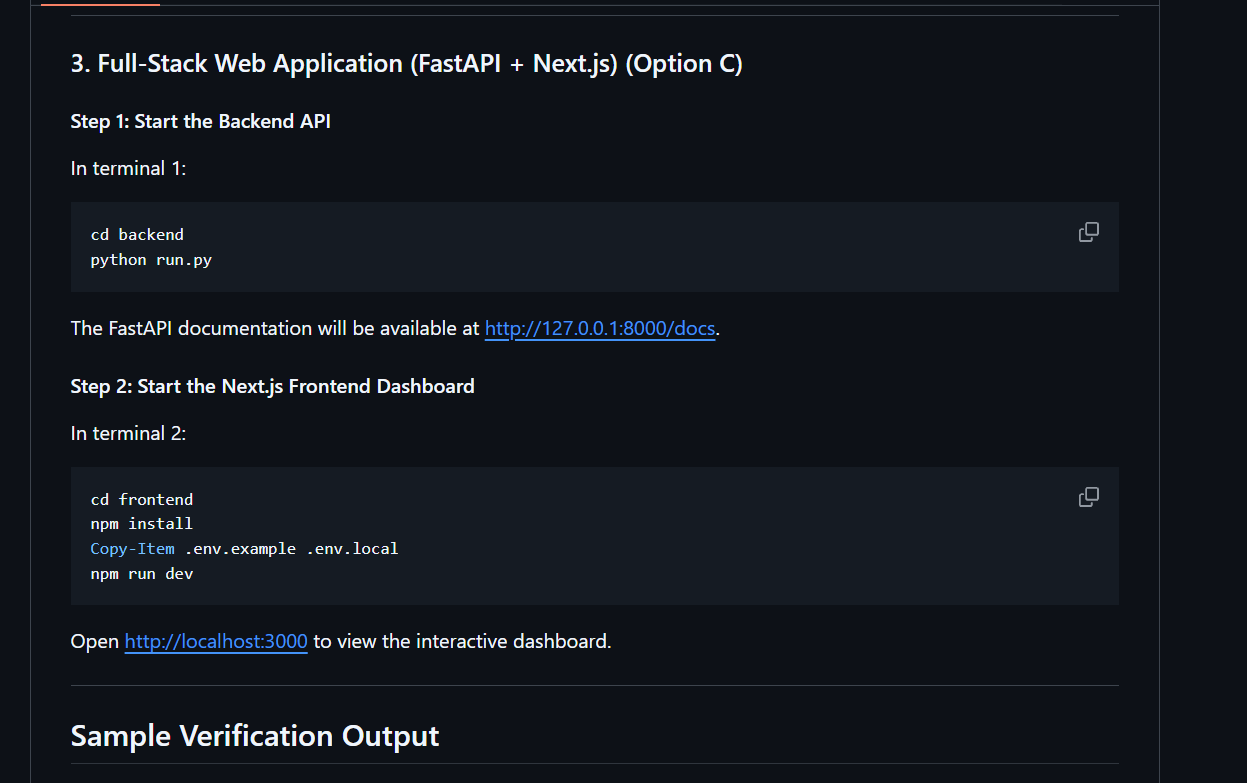 3. Full-Stack Web Application (FastAPI + Next.js) (Option C)
Step 1: Start the Backend API
In terminal 1:
cd backend
python run.py
The FastAPI documentation will be available at http://127.0.0.1:8000/docs.
Step 2: Start the Next.js Frontend Dashboard
In terminal 2:
cd frontend
npm install
Copy-Item .env.example .env.local
npm run dev
Open http://localhost:3000 to view the interactive dashboard.
Sample Verification Output